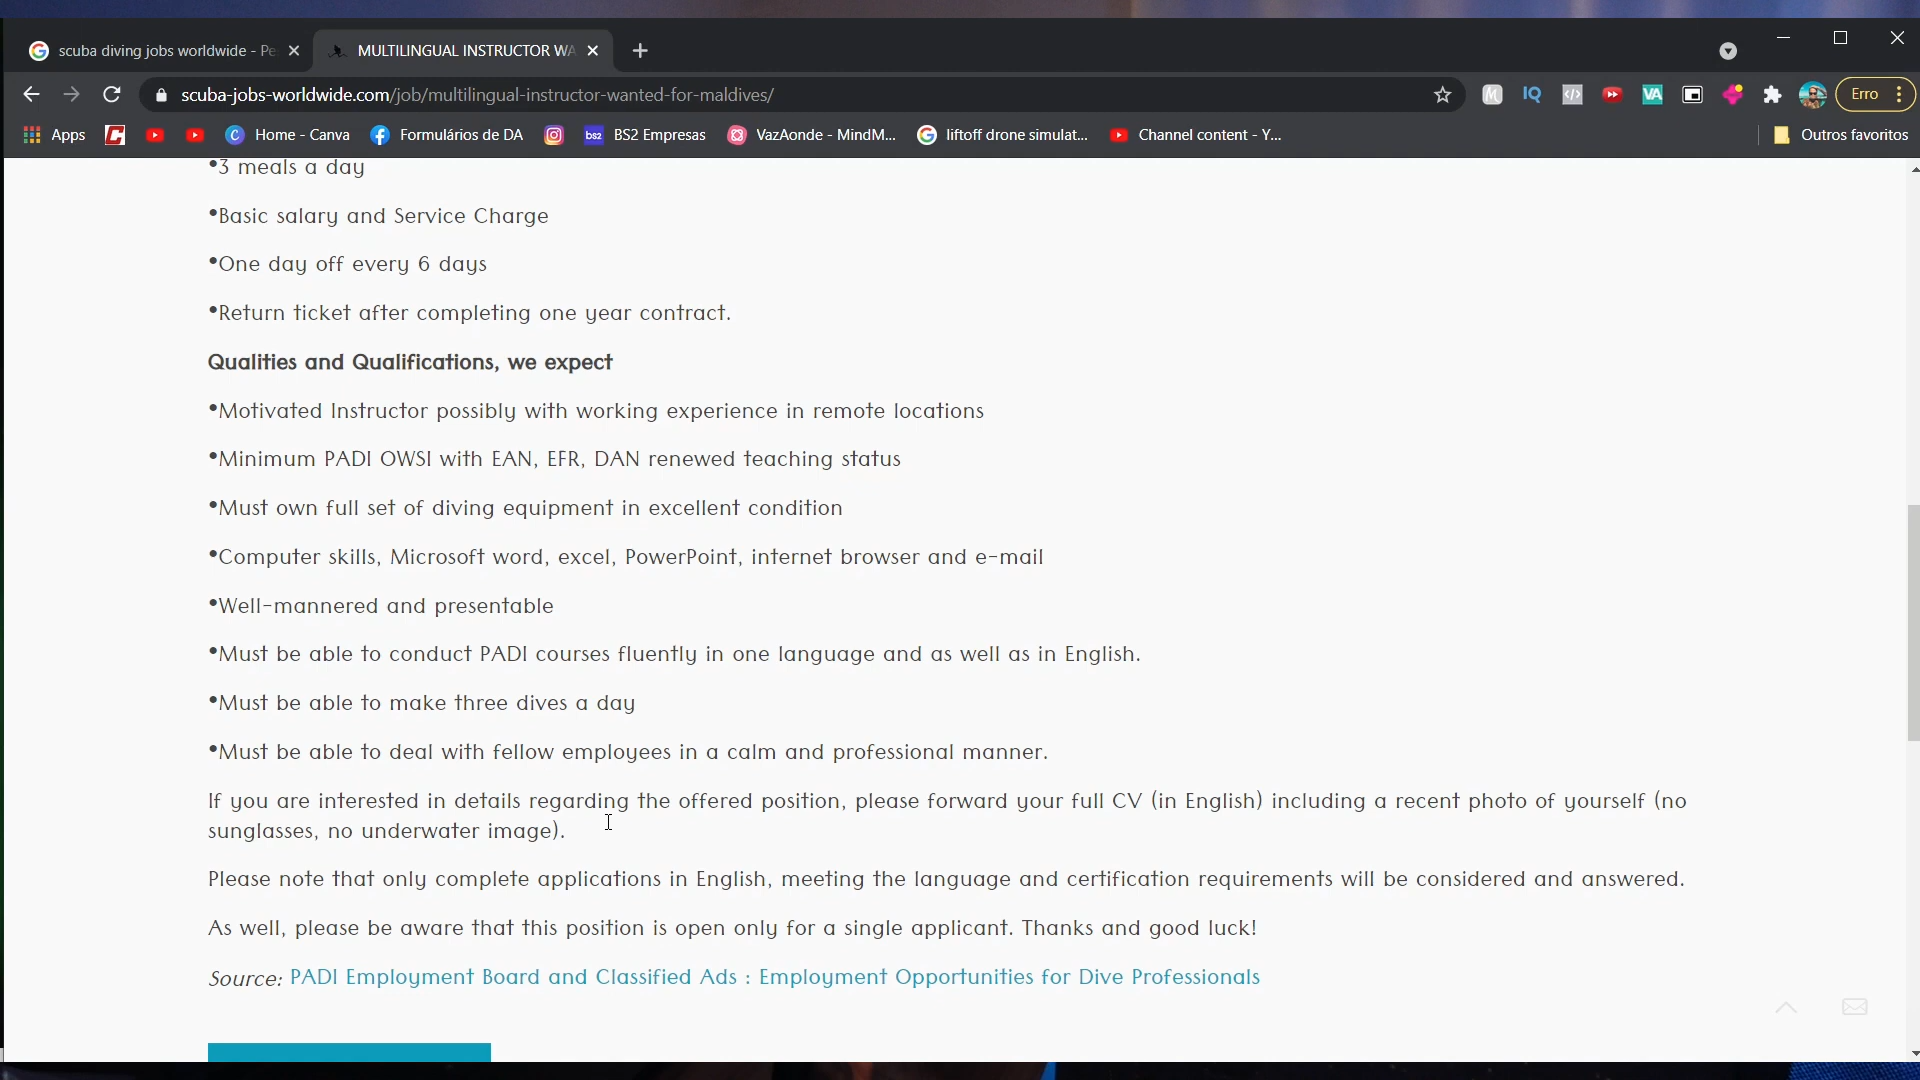 scuba diving jobs worldwide - Pe
MULTILINGUAL INSTRUCTOR WA
scuba-jobs-worldwide.com/job/multilingual-instructor-wanted-for-maldives/
IQ
VA
Erro
Apps
Home - Canva
Formulários de DA
bs2
BS2 Empresas
VazAonde - MindM...
liftoff drone simulat...
Channel content - Y...
Outros favoritos
•3 meals a day
•Basic salary and Service Charge
•One day off every 6 days
•Return ticket after completing one year contract.
Qualities and Qualifications, we expect
•Motivated Instructor possibly with working experience in remote locations
•Minimum PADI OWSI with EAN, EFR, DAN renewed teaching status
•Must own full set of diving equipment in excellent condition
•Computer skills, Microsoft word, excel, PowerPoint, internet browser and e-mail
•Well-mannered and presentable
•Must be able to conduct PADI courses fluently in one language and as well as in English.
•Must be able to make three dives a day
•Must be able to deal with fellow employees in a calm and professional manner.
If you are interested in details regarding the offered position, please forward your full CV (in English) including a recent photo of yourself (no
sunglasses, no underwater image).
Please note that only complete applications in English, meeting the language and certification requirements will be considered and answered.
As well, please be aware that this position is open only for a single applicant. Thanks and good luck!
Source: PADI Employment Board and Classified Ads : Employment Opportunities for Dive Professionals